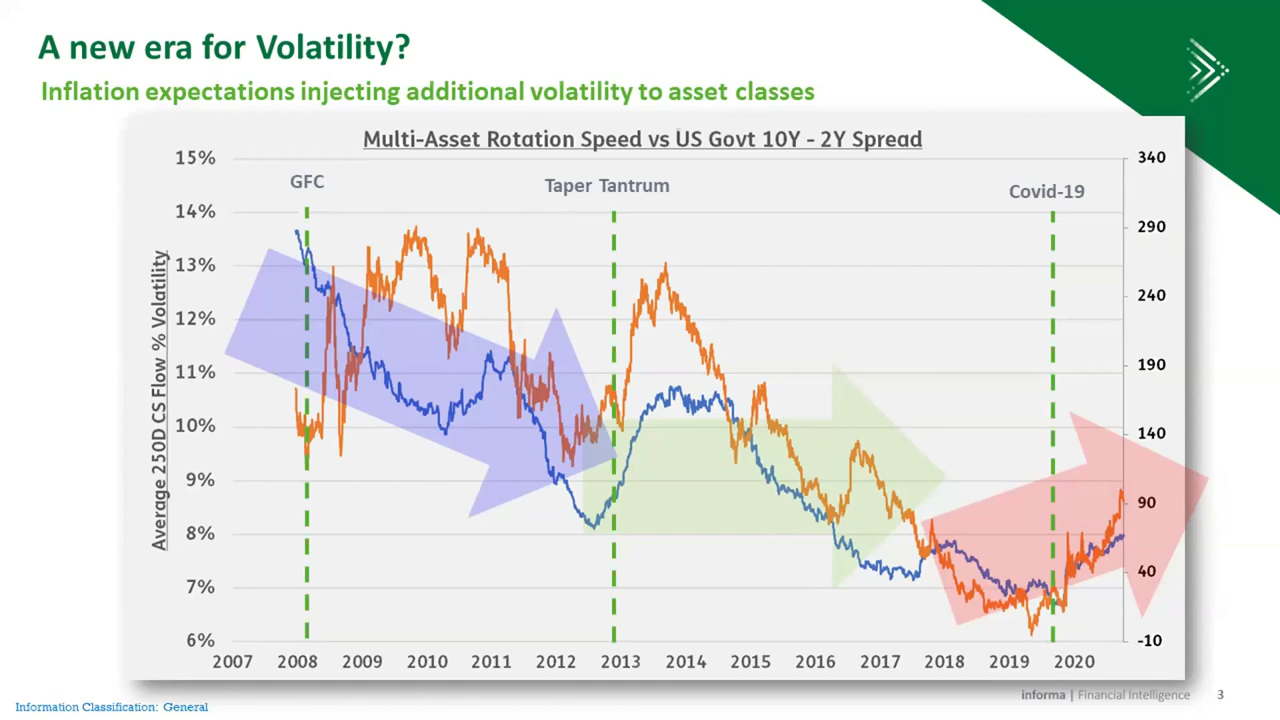 A new era for Volatility?
Inflation expectations injecting additional volatility to asset classes
Multi-Asset Rotation Speed vs US Govt 10Y - 2Y Spread
15%
14%
13%
12%
11%
10%
9%
8%
7%
6%
Average 250D CS Flow % Volatility
GFC
Taper Tantrum
Covid-19
340
290
240
190
140
90
40
-10
2007 2008 2009 2010 2011 2012 2013 2014 2015 2016 2017 2018 2019 2020
informa | Financial Intelligence 3
Information Classification: General